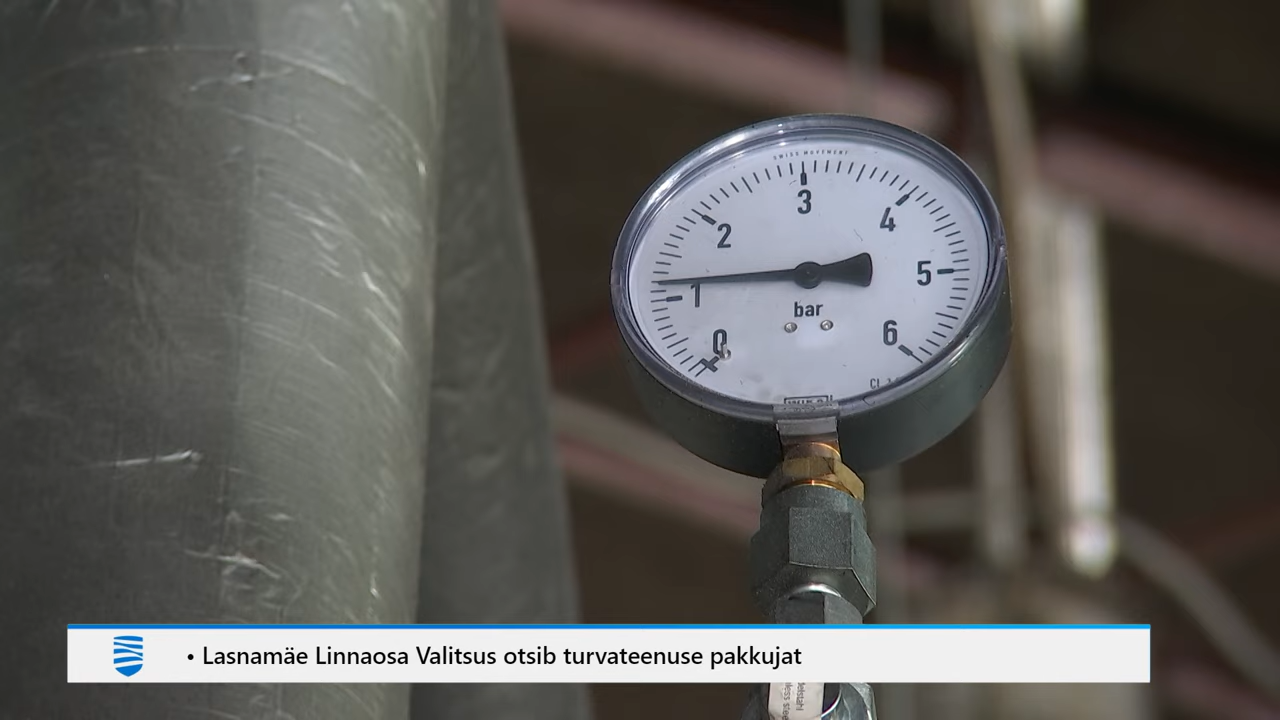 SWISS MOVEMENT
3
2
4
1
5
bar
0
6
• Lasnamäe Linnaosa Valitsus otsib turvateenuse pakkujat